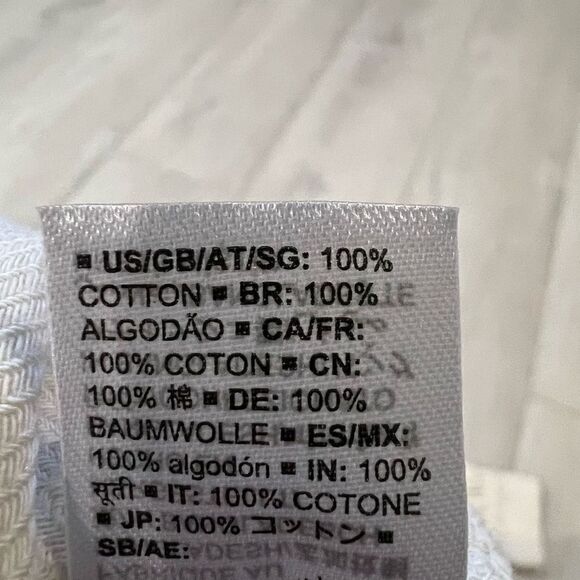 ▪ US/GB/AT/SG: 100%
COTTON ▪ BR: 100%
ALGODÃO ▪ CA/FR:
100% COTON ▪ CN:
100% 棉 ▪ DE: 100%
BAUMWOLLE ▪ ES/MX:
100% algodón ▪ IN: 100%
सूती ▪ IT: 100% COTONE
▪ JP: 100% コットン ▪
SB/AE: